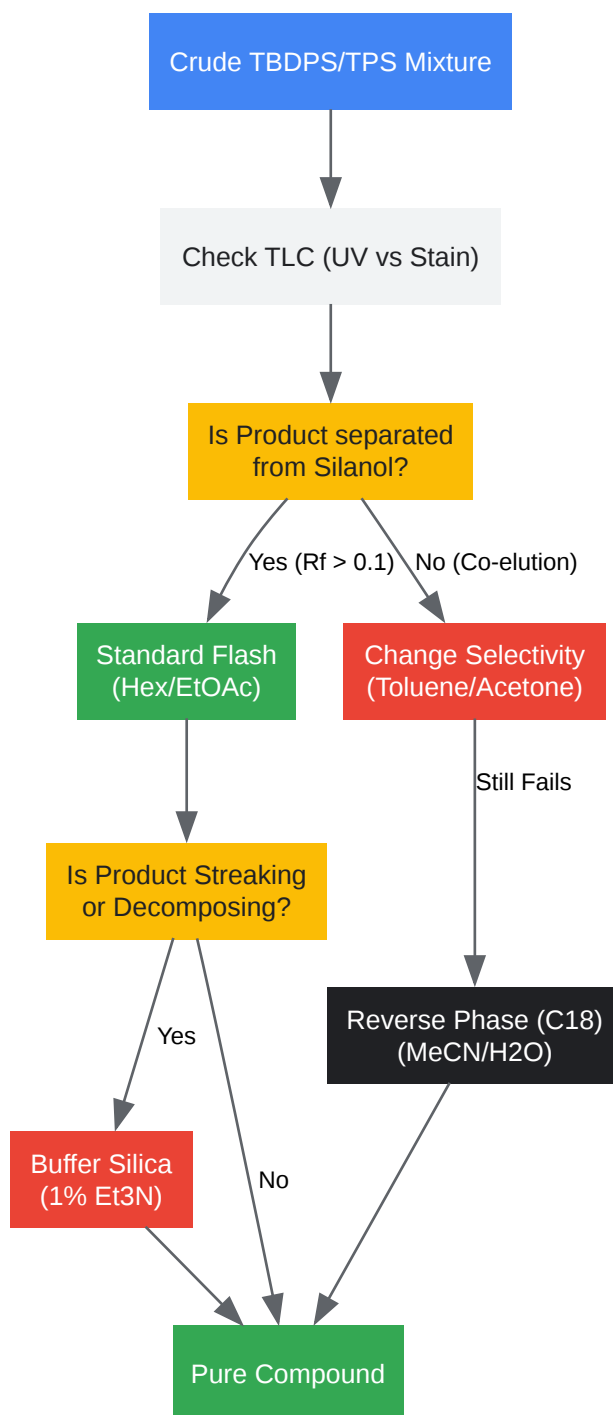 Crude TBDPS/TPS Mixture
Check TLC (UV vs Stain)
Is Product separated
from Silanol?
Yes (Rf > 0.1)
No (Co-elution)
Standard Flash
(Hex/EtOAc)
Change Selectivity
(Toluene/Acetone)
Still Fails
Is Product Streaking
or Decomposing?
Reverse Phase (C18)
(MeCN/H2O)
Yes
No
Buffer Silica
(1% Et3N)
Pure Compound